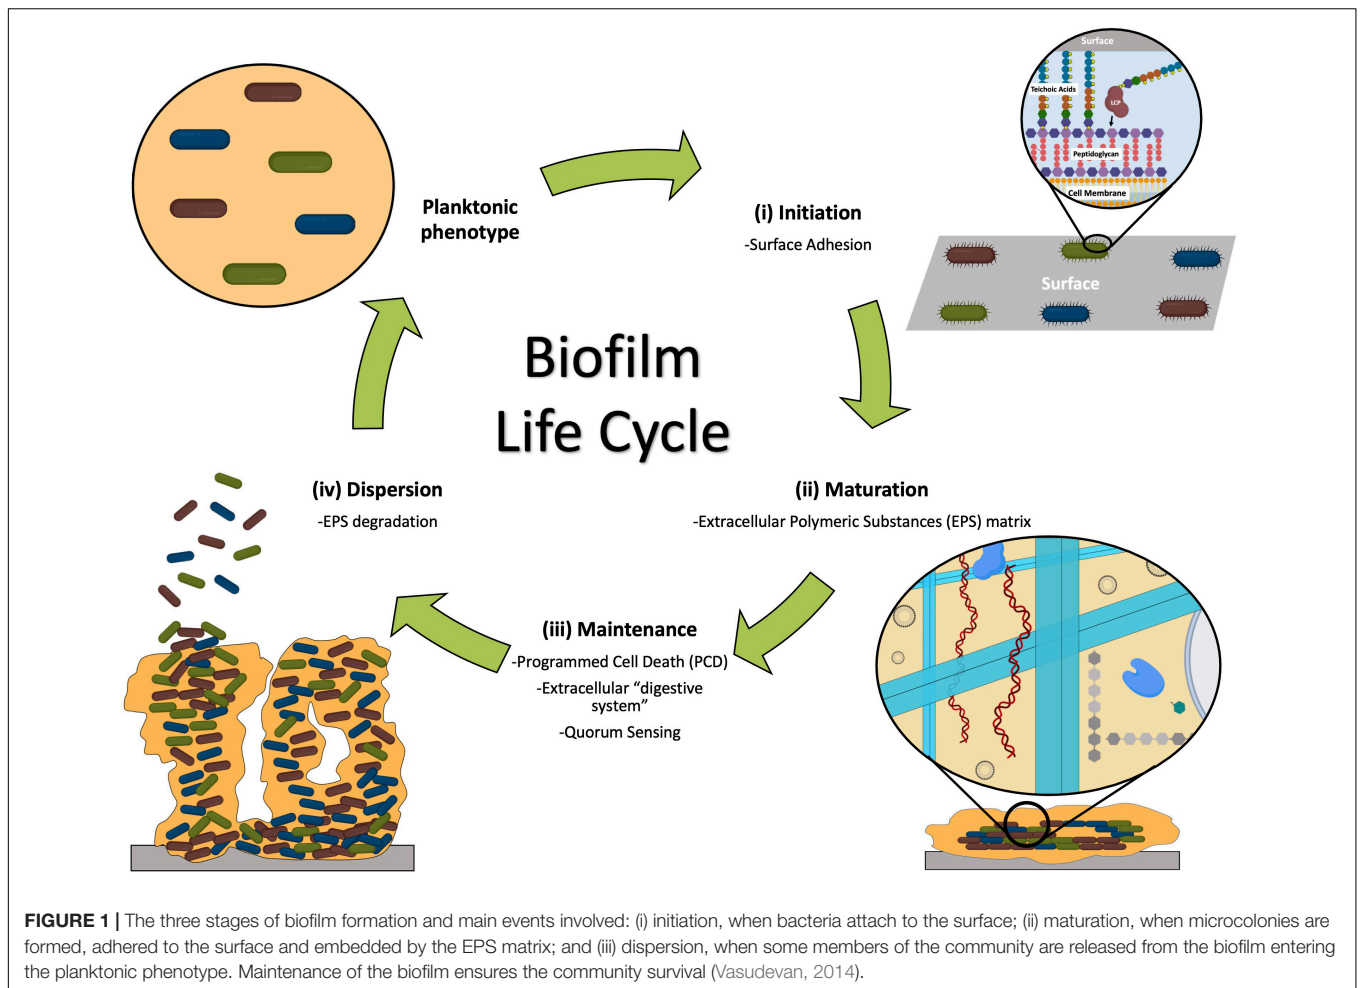 Surface
Teichoic Acids
LCP
Peptidoglycan
Cell Membrane
Planktonic
phenotype
(i) Initiation
-Surface Adhesion
Surface
Biofilm
Life Cycle
(iv) Dispersion
-EPS degradation
(ii) Maturation
-Extracellular Polymeric Substances (EPS) matrix
(iii) Maintenance
-Programmed Cell Death (PCD)
-Extracellular “digestive
system”
-Quorum Sensing
FIGURE 1 | The three stages of biofilm formation and main events involved: (i) initiation, when bacteria attach to the surface; (ii) maturation, when microcolonies are
formed, adhered to the surface and embedded by the EPS matrix; and (iii) dispersion, when some members of the community are released from the biofilm entering
the planktonic phenotype. Maintenance of the biofilm ensures the community survival (Vasudevan, 2014).